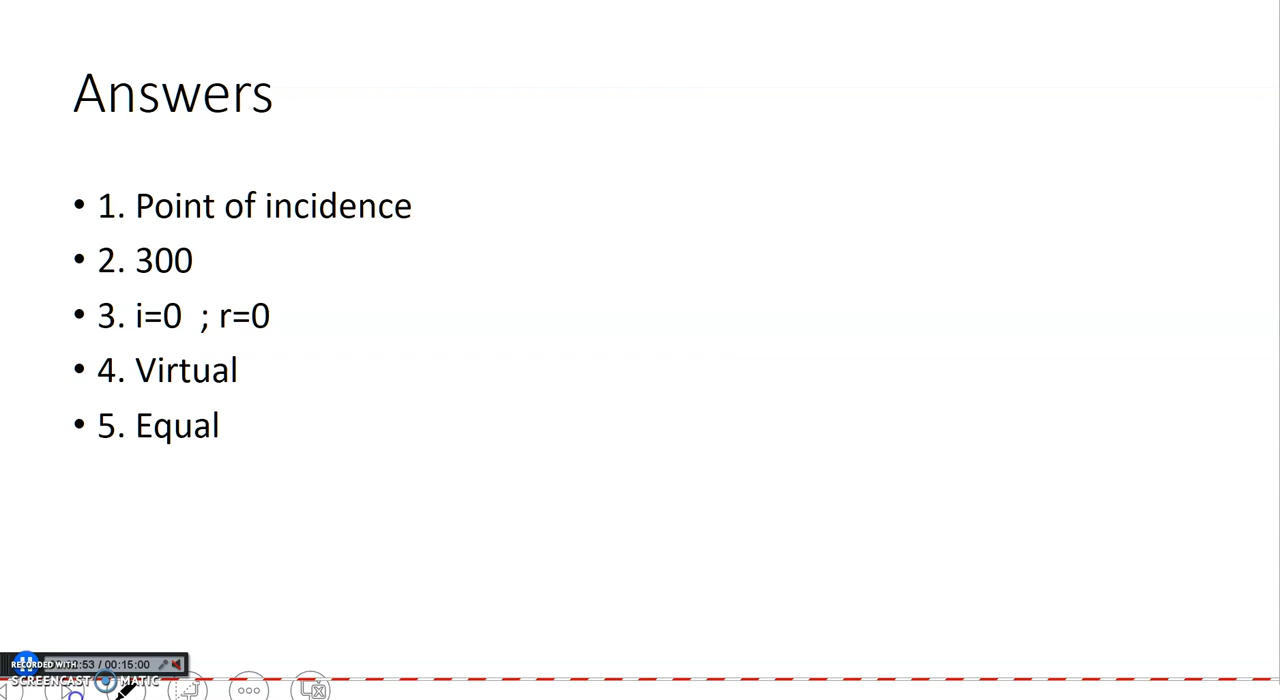 Answers
• 1. Point of incidence
• 2. 300
• 3. i=0 ; r=0
• 4. Virtual
• 5. Equal
RECORDED WITH :53 / 00:15:00
SCREENCAST MATIC